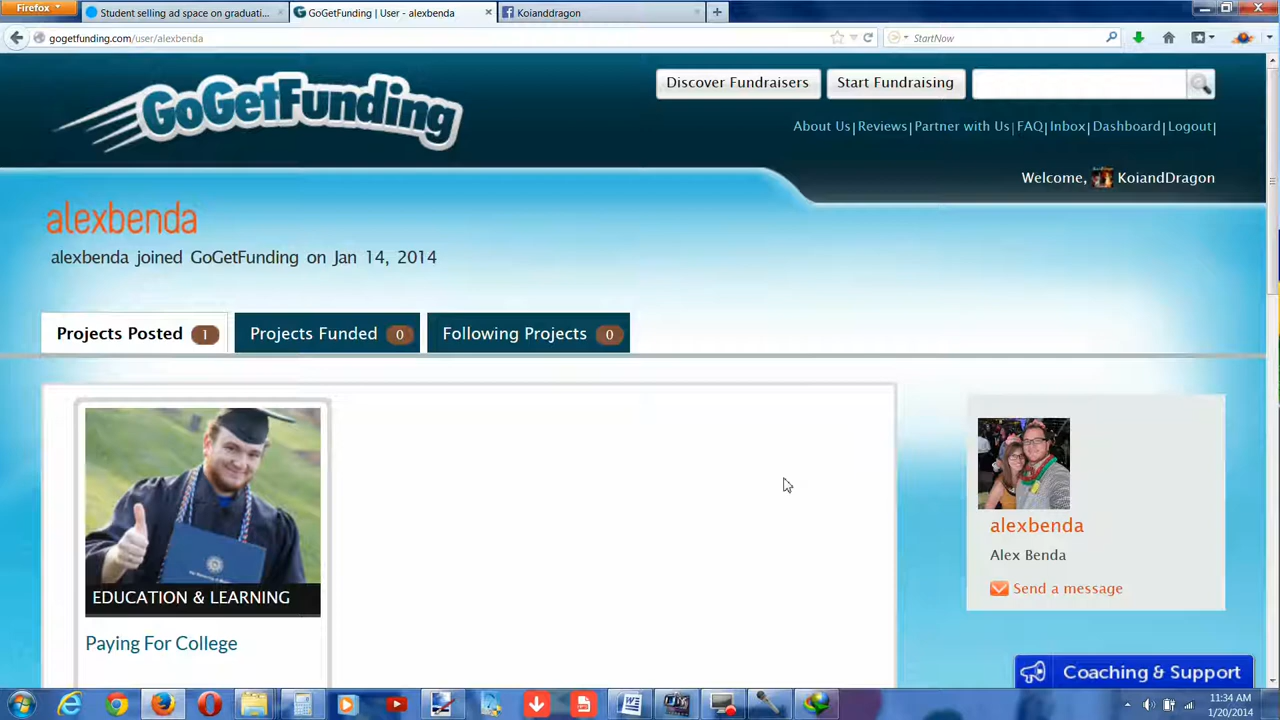 Firefox
Student selling ad space on graduati...
GoGetFunding | User - alexbenda
Koianddragon
gogetfunding.com/user/alexbenda
StartNow
GoGetFunding
Discover Fundraisers
Start Fundraising
About Us| Reviews| Partner with Us| FAQ| Inbox| Dashboard| Logout|
Welcome, KoiandDragon
alexbenda
alexbenda joined GoGetFunding on Jan 14, 2014
Projects Posted 1
Projects Funded 0
Following Projects 0
EDUCATION & LEARNING
Paying For College
alexbenda
Alex Benda
Send a message
Coaching & Support
11:34 AM
1/20/2014